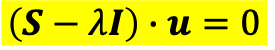 (𝑺 − 𝜆𝑰) · 𝒖 = 0